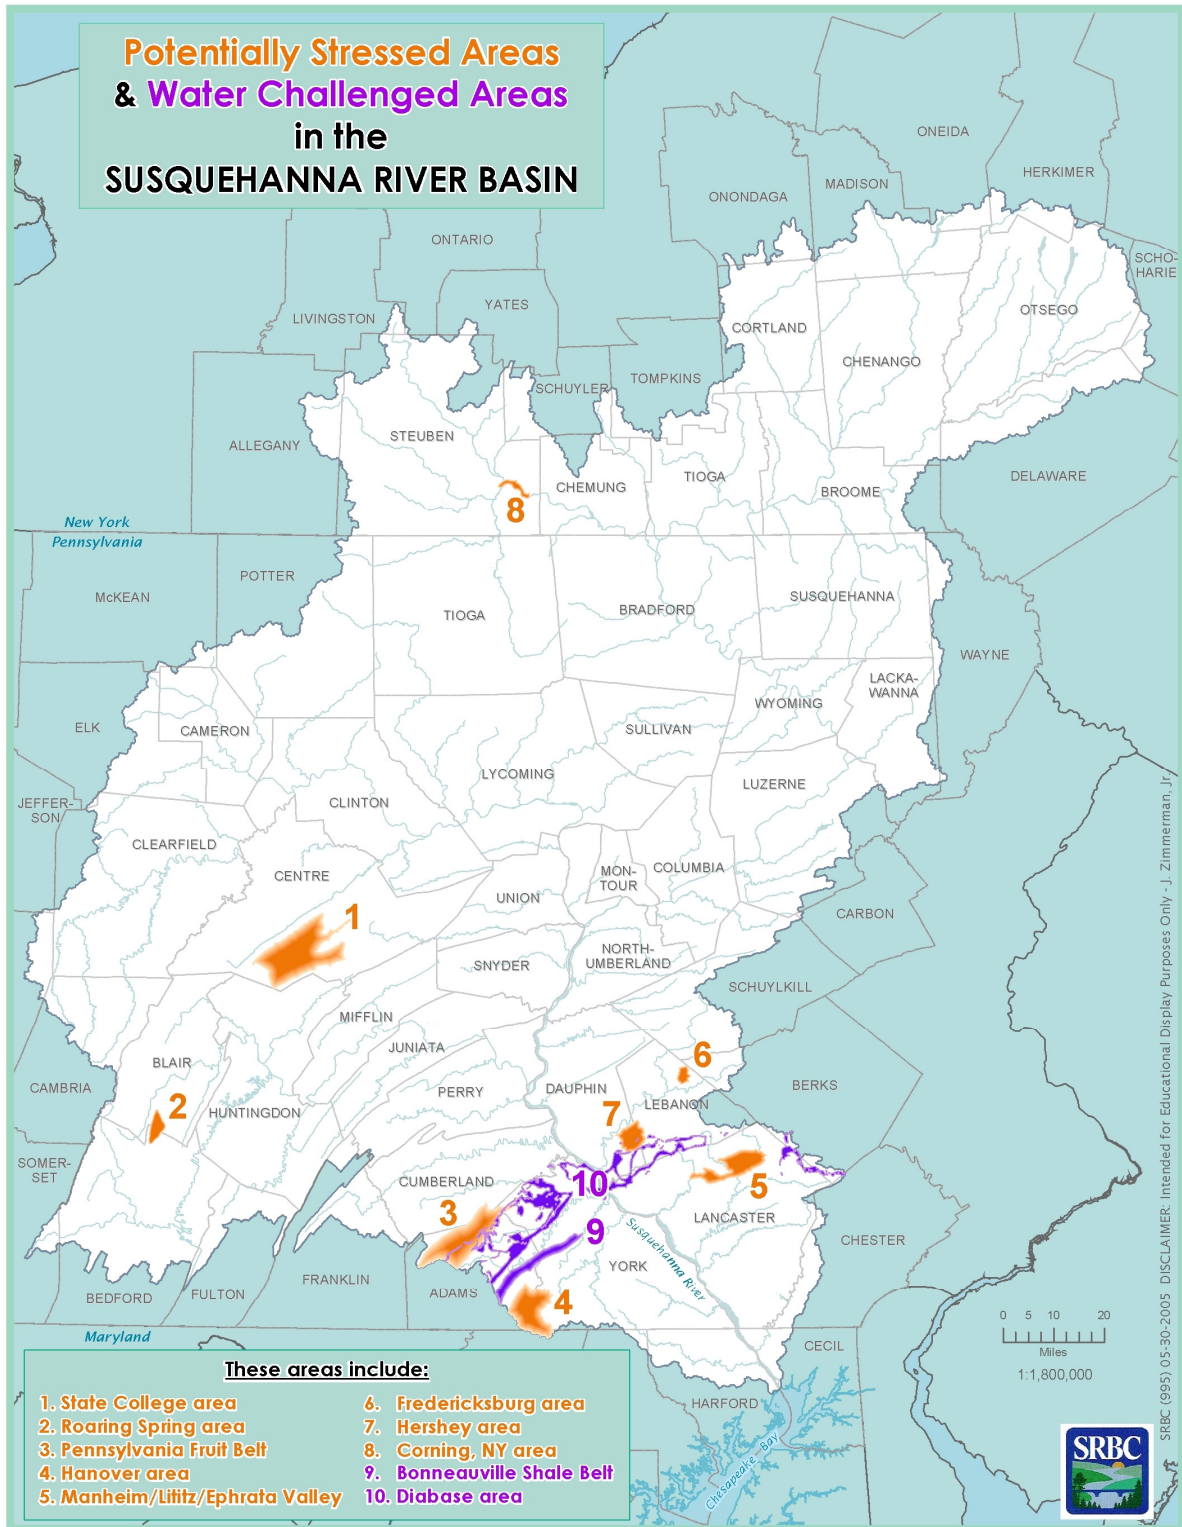 Potentially Stressed Areas
& Water Challenged Areas
in the
SUSQUEHANNA RIVER BASIN
ONEIDA
HERKIMER
MADISON
ONONDAGA
ONTARIO
SCHO-
HARIE
YATES
LIVINGSTON
OTSEGO
CORTLAND
CHENANGO
TOMPKINS
SCHUYLER
STEUBEN
ALLEGANY
TIOGA
DELAWARE
CHEMUNG
BROOME
8
New York
Pennsylvania
POTTER
McKEAN
SUSQUEHANNA
BRADFORD
TIOGA
WAYNE
LACKA-
WANNA
WYOMING
ELK
CAMERON
SULLIVAN
LYCOMING
LUZERNE
JEFFER-
SON
CLINTON
CLEARFIELD
COLUMBIA
MON-
TOUR
CENTRE
UNION
CARBON
1
NORTH-
UMBERLAND
SNYDER
SCHUYLKILL
MIFFLIN
JUNIATA
6
BLAIR
CAMBRIA
BERKS
PERRY
DAUPHIN
LEBANON
2
HUNTINGDON
7
SOMER-
SET
CUMBERLAND
10
5
3
LANCASTER
9
Susquehanna River
CHESTER
YORK
FRANKLIN
ADAMS
BEDFORD
FULTON
4
Maryland
CECIL
HARFORD
Chesapeake Bay
0 5 10 20
Miles
1:1,800,000
These areas include:
1. State College area
2. Roaring Spring area
3. Pennsylvania Fruit Belt
4. Hanover area
5. Manheim/Lititz/Ephrata Valley
6. Fredericksburg area
7. Hershey area
8. Corning, NY area
9. Bonneauville Shale Belt
10. Diabase area
SRBC
SRBC (995) 05-30-2005 DISCLAIMER: Intended for Educational Display Purposes Only - J. Zimmerman, Jr.